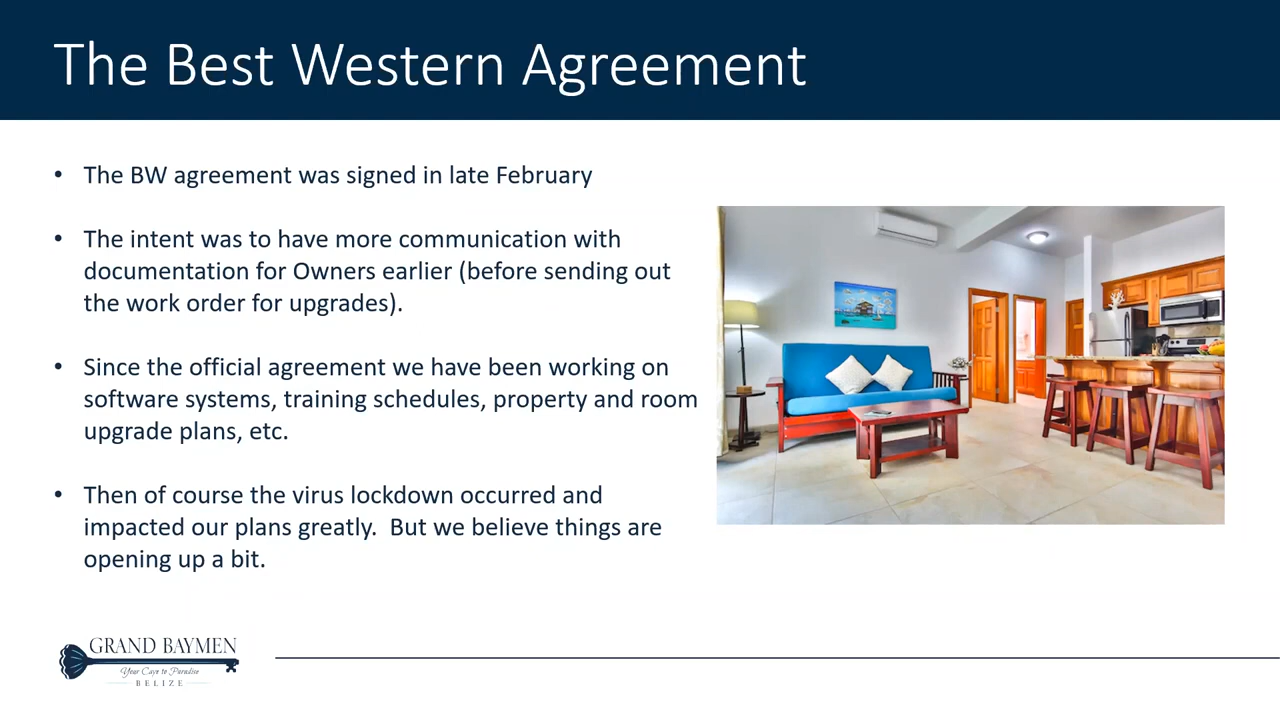 The Best Western Agreement
• The BW agreement was signed in late February
• The intent was to have more communication with
documentation for Owners earlier (before sending out
the work order for upgrades).
• Since the official agreement we have been working on
software systems, training schedules, property and room
upgrade plans, etc.
• Then of course the virus lockdown occurred and
impacted our plans greatly.  But we believe things are
opening up a bit.
GRAND BAYMEN
Your Caye to Paradise
BELIZE